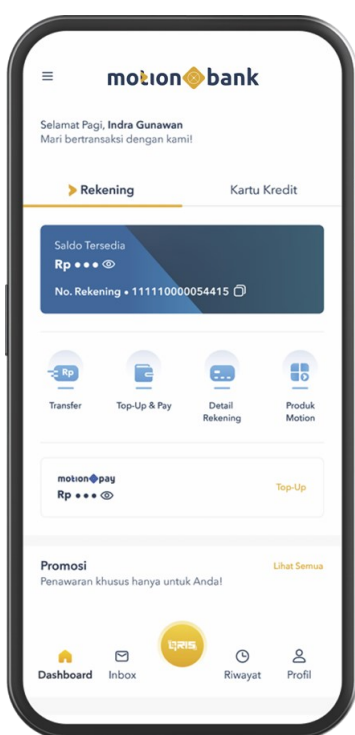 motion bank
Selamat Pagi, Indra Gunawan
Mari bertransaksi dengan kami!
Rekening
Kartu Kredit
Saldo Tersedia
Rp •••
No. Rekening • 111110000054415
Rp
Transfer
Top-Up & Pay
Detail
Rekening
Produk
Motion
motion pay
Rp •••
Top-Up
Promosi
Lihat Semua
Penawaran khusus hanya untuk Anda!
QRIS
Dashboard
Inbox
Riwayat
Profil